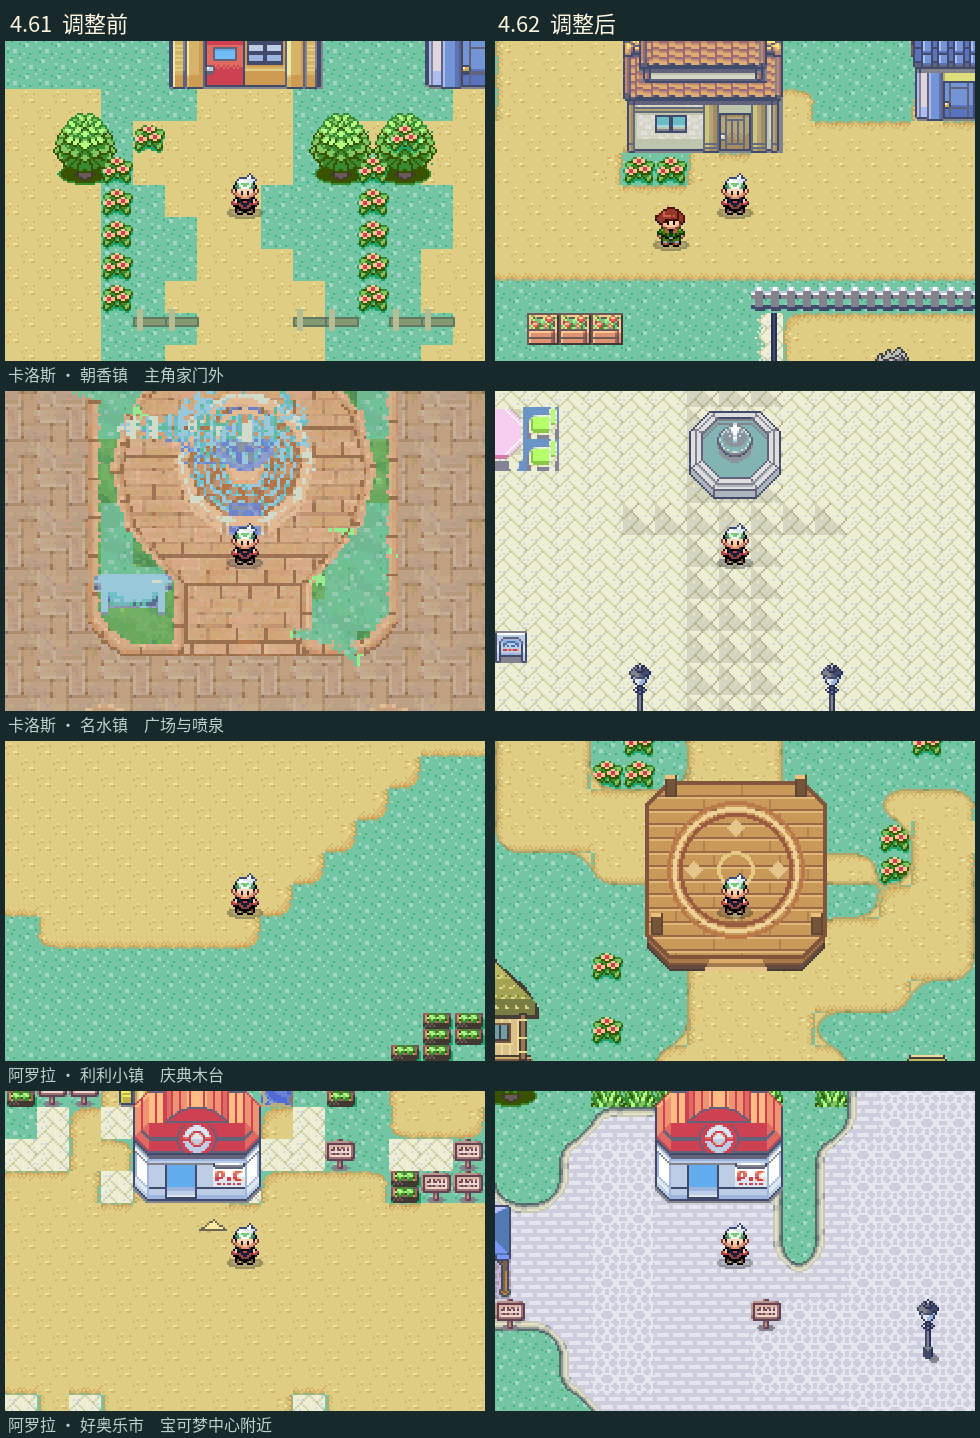 4.61 调整前
4.62 调整后
卡洛斯 · 朝香镇 主角家门外
卡洛斯 · 名水镇 广场与喷泉
阿罗拉 · 利利小镇 庆典木台
P.C
P.C
阿罗拉 · 好奥乐市 宝可梦中心附近